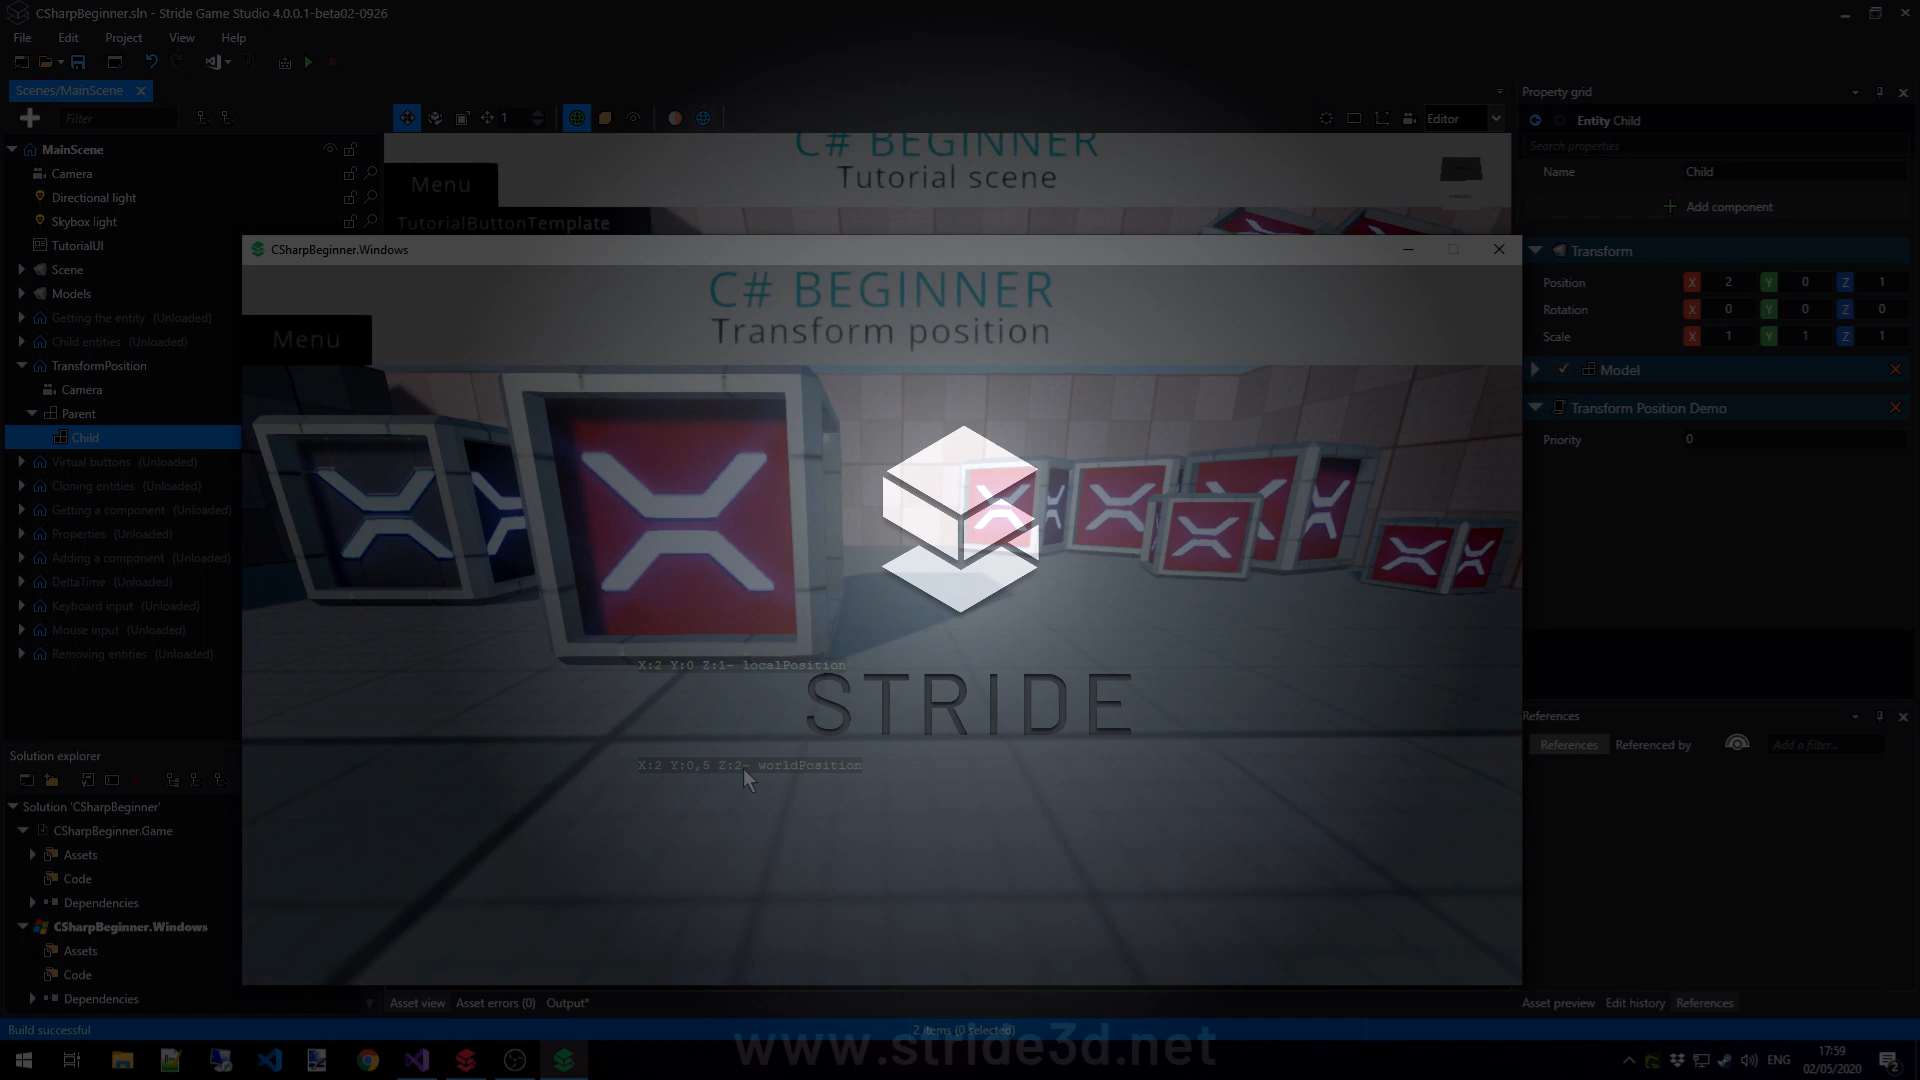 CSharpBeginner.sln - Stride Game Studio 4.0.0.1-beta02-0926
File Edit Project View Help
Scenes/MainScene
Filter
1
Editor
MainScene
Camera
Directional light
Skybox light
TutorialUI
Scene
Models
Getting the entity (Unloaded)
Child entities (Unloaded)
TransformPosition
Camera
Parent
Child
Virtual buttons (Unloaded)
Cloning entities (Unloaded)
Getting a component (Unloaded)
Properties (Unloaded)
Adding a component (Unloaded)
DeltaTime (Unloaded)
Keyboard input (Unloaded)
Mouse input (Unloaded)
Removing entities (Unloaded)
C# BEGINNER
Tutorial scene
Menu
TutorialButtonTemplate
CSharpBeginner.Windows
C# BEGINNER
Transform position
Menu
X:2 Y:0 Z:1- localPosition
STRIDE
X:2 Y:0,5 Z:2- worldPosition
Property grid
Entity Child
Search properties
Name Child
Add component
Transform
Position X 2 Y 0 Z 1
Rotation X 0 Y 0 Z 0
Scale X 1 Y 1 Z 1
Model
Transform Position Demo
Priority 0
References
References Referenced by Add a filter...
Solution explorer
Solution 'CSharpBeginner'
CSharpBeginner.Game
Assets
Code
Dependencies
CSharpBeginner.Windows
Assets
Code
Dependencies
Asset view Asset errors (0) Output*
Asset preview Edit history References
Build successful
2 items (0 selected)
www.stride3d.net
ENG
17:59
02/05/2020
2